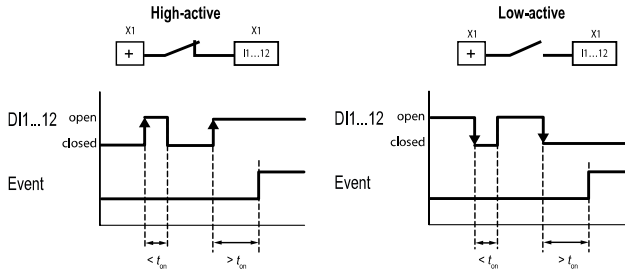 High-active
X1
X1
+
I1...12
DI1...12
open
closed
Event
< ton
> ton
Low-active
X1
X1
+
I1...12
DI1...12
open
closed
Event
< ton
> ton